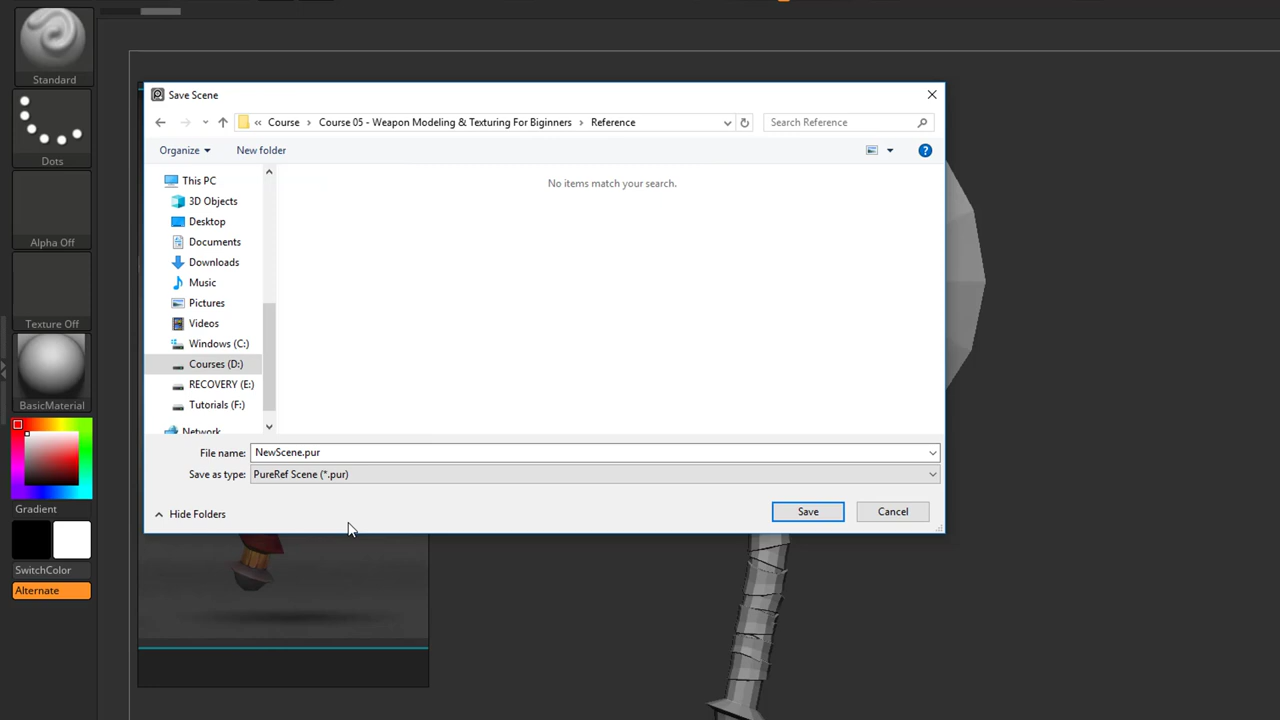 Standard
Dots
Alpha Off
Texture Off
BasicMaterial
Gradient
SwitchColor
Alternate
Save Scene
« Course › Course 05 - Weapon Modeling & Texturing For Biginners › Reference
Search Reference
Organize
New folder
This PC
3D Objects
Desktop
Documents
Downloads
Music
Pictures
Videos
Windows (C:)
Courses (D:)
RECOVERY (E:)
Tutorials (F:)
Network
No items match your search.
File name: NewScene.pur
Save as type: PureRef Scene (*.pur)
Hide Folders
Save
Cancel